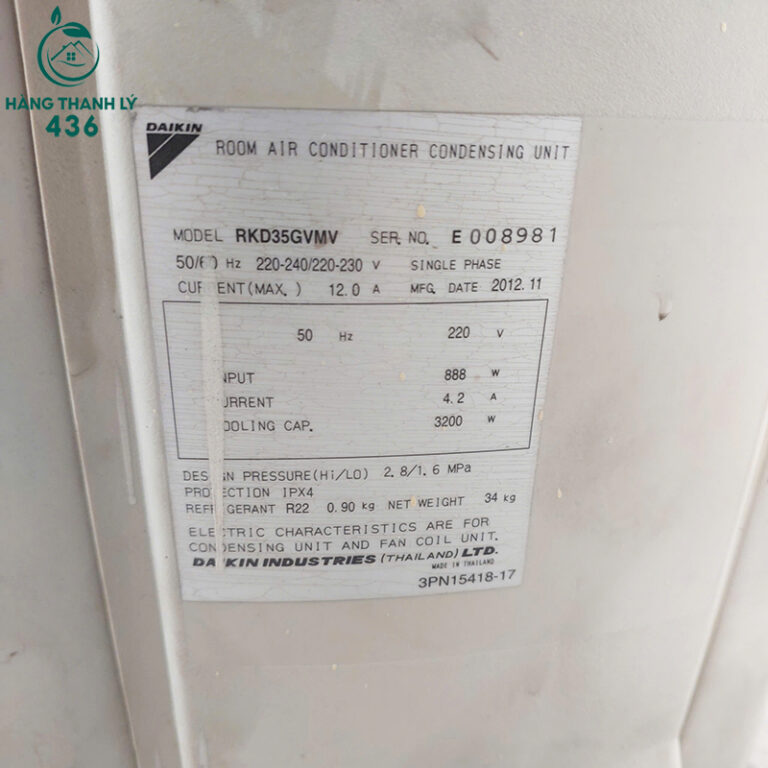 HÀNG THANH LÝ
436
DAIKIN
ROOM AIR CONDITIONER CONDENSING UNIT
MODEL RKD35GVMV SER. NO. E 008981
50/60 Hz 220-240/220-230 V SINGLE PHASE
CURRENT(MAX.) 12.0 A MFG. DATE 2012.11
50 Hz 220 V
INPUT 888 W
CURRENT 4.2 A
COOLING CAP. 3200 W
DESIGN PRESSURE(Hi/LO) 2.8/1.6 MPa
PROTECTION IPX4
REFRIGERANT R22 0.90 kg NET WEIGHT 34 kg
ELECTRIC CHARACTERISTICS ARE FOR
CONDENSING UNIT AND FAN COIL UNIT.
DAIKIN INDUSTRIES (THAILAND) LTD.
MADE IN THAILAND
3PN15418-17